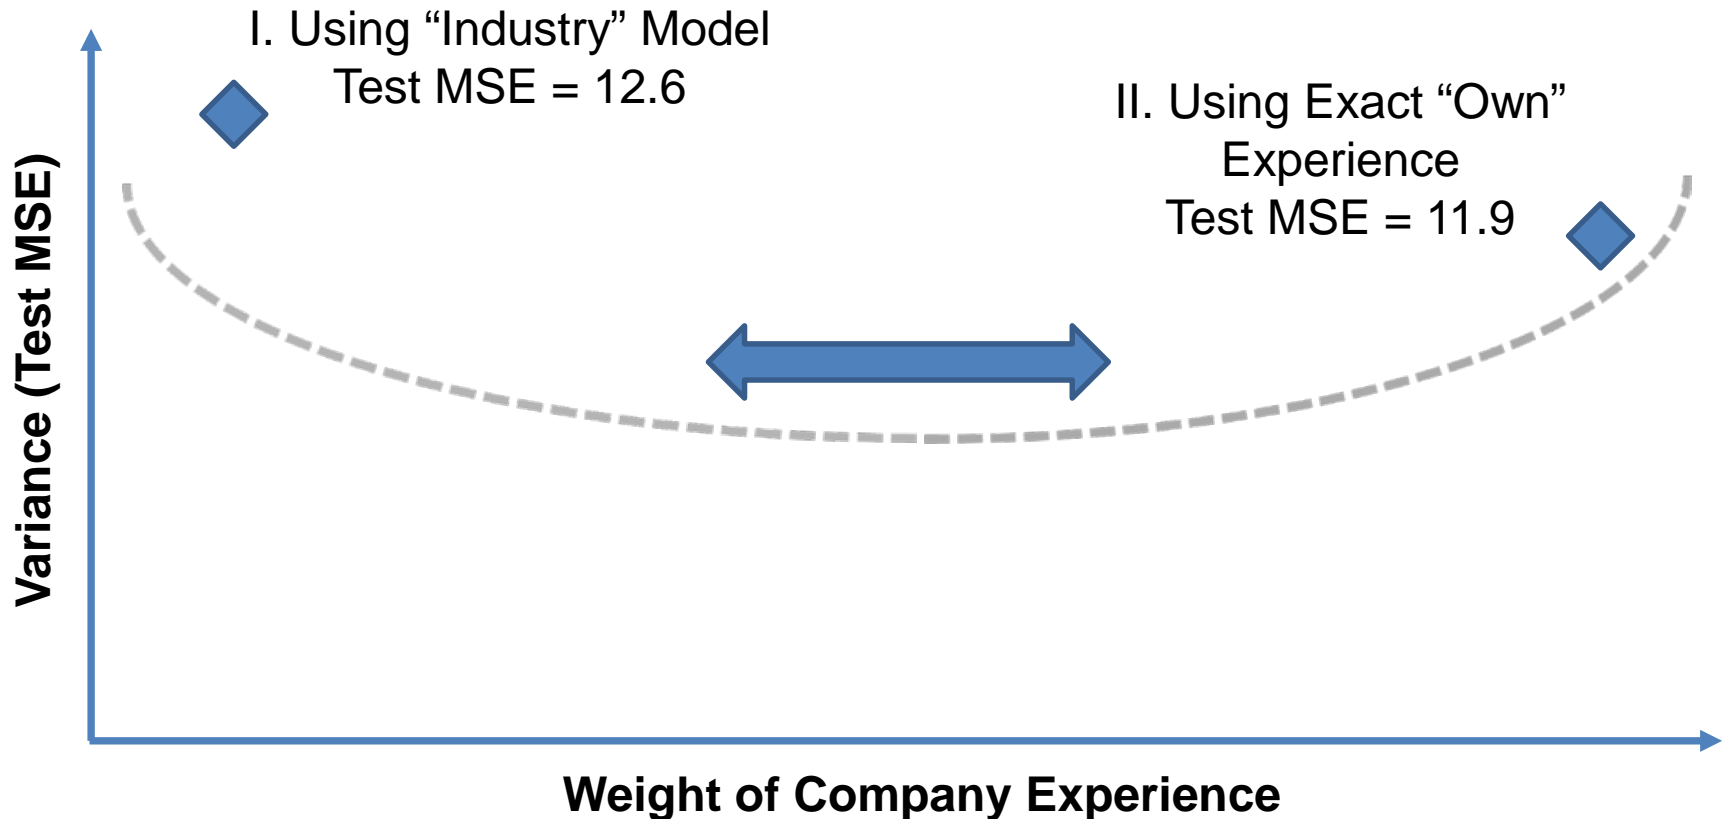 I. Using “Industry” Model
Test MSE = 12.6
II. Using Exact “Own”
Experience
Test MSE = 11.9
Variance (Test MSE)
Weight of Company Experience